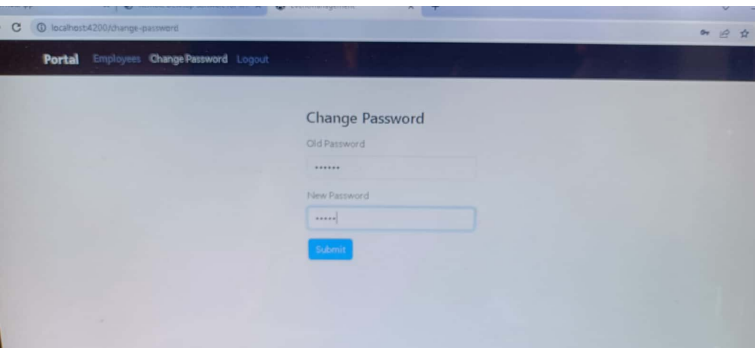 localhost:4200/change-password
Portal Employees Change Password Logout
Change Password
Old Password
••••••
New Password
•••••
Submit